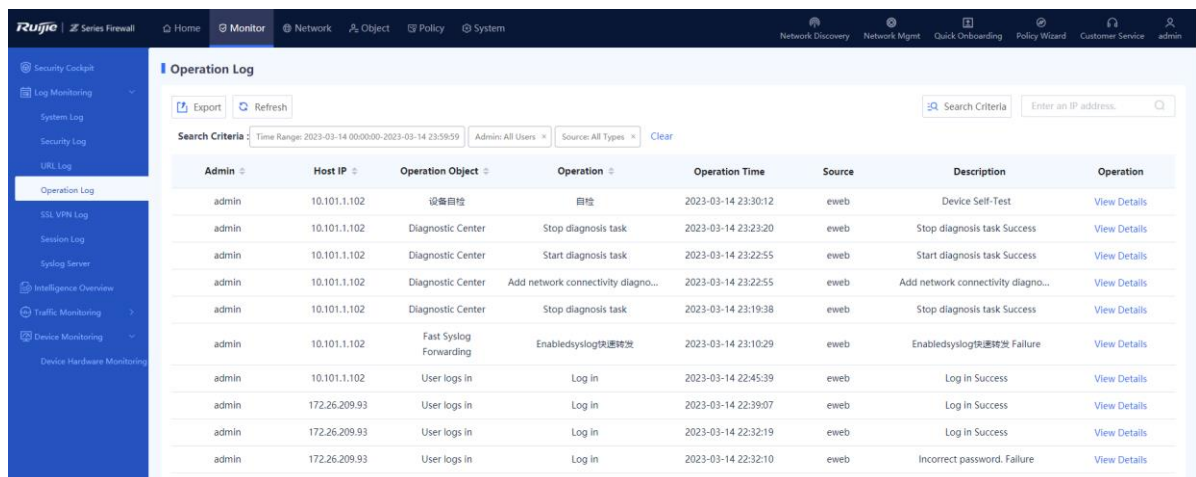 Ruijie | Z Series Firewall Home Monitor Network Object Policy System Network Discovery Network Mgmt Quick Onboarding Policy Wizard Customer Service admin
Security Cockpit
Log Monitoring
System Log
Security Log
URL Log
Operation Log
SSL VPN Log
Session Log
Syslog Server
Intelligence Overview
Traffic Monitoring
Device Monitoring
Device Hardware Monitoring
Operation Log
Export Refresh Search Criteria Enter an IP address.
Search Criteria : Time Range: 2023-03-14 00:00:00-2023-03-14 23:59:59 × Admin: All Users × Source: All Types × Clear
Admin Host IP Operation Object Operation Operation Time Source Description Operation
admin 10.101.1.102 设备自检 自检 2023-03-14 23:30:12 eweb Device Self-Test View Details
admin 10.101.1.102 Diagnostic Center Stop diagnosis task 2023-03-14 23:23:20 eweb Stop diagnosis task Success View Details
admin 10.101.1.102 Diagnostic Center Start diagnosis task 2023-03-14 23:22:55 eweb Start diagnosis task Success View Details
admin 10.101.1.102 Diagnostic Center Add network connectivity diagno... 2023-03-14 23:22:55 eweb Add network connectivity diagno... View Details
admin 10.101.1.102 Diagnostic Center Stop diagnosis task 2023-03-14 23:19:38 eweb Stop diagnosis task Success View Details
admin 10.101.1.102 Fast Syslog Forwarding Enabledsyslog快速转发 2023-03-14 23:10:29 eweb Enabledsyslog快速转发 Failure View Details
admin 10.101.1.102 User logs in Log in 2023-03-14 22:45:39 eweb Log in Success View Details
admin 172.26.209.93 User logs in Log in 2023-03-14 22:39:07 eweb Log in Success View Details
admin 172.26.209.93 User logs in Log in 2023-03-14 22:32:19 eweb Log in Success View Details
admin 172.26.209.93 User logs in Log in 2023-03-14 22:32:10 eweb Incorrect password. Failure View Details